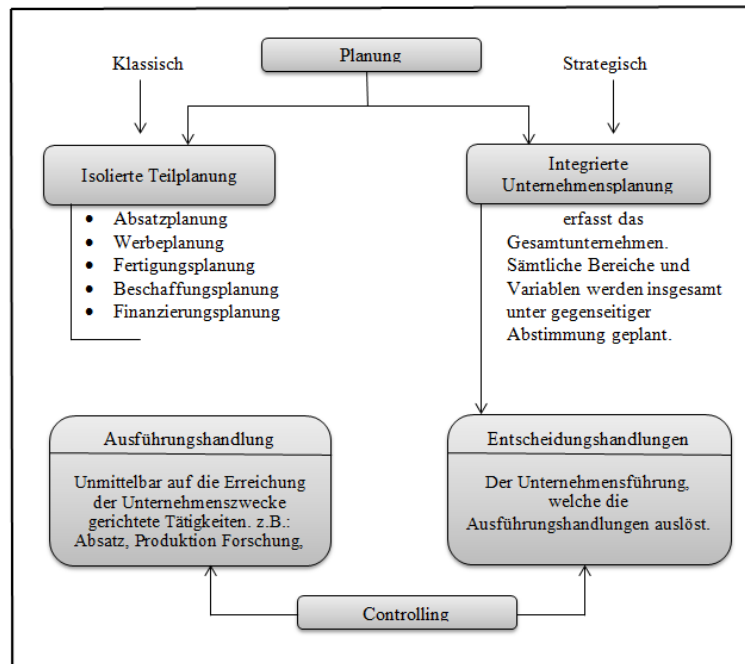 Planung
Klassisch
Strategisch
Isolierte Teilplanung
• Absatzplanung
• Werbeplanung
• Fertigungsplanung
• Beschaffungsplanung
• Finanzierungsplanung
Integrierte
Unternehmensplanung
erfasst das
Gesamtunternehmen.
Sämtliche Bereiche und
Variablen werden insgesamt
unter gegenseitiger
Abstimmung geplant.
Ausführungshandlung
Unmittelbar auf die Erreichung
der Unternehmenszwecke
gerichtete Tätigkeiten. z.B.:
Absatz, Produktion Forschung,
Entscheidungshandlungen
Der Unternehmensführung,
welche die
Ausführungshandlungen auslöst.
Controlling